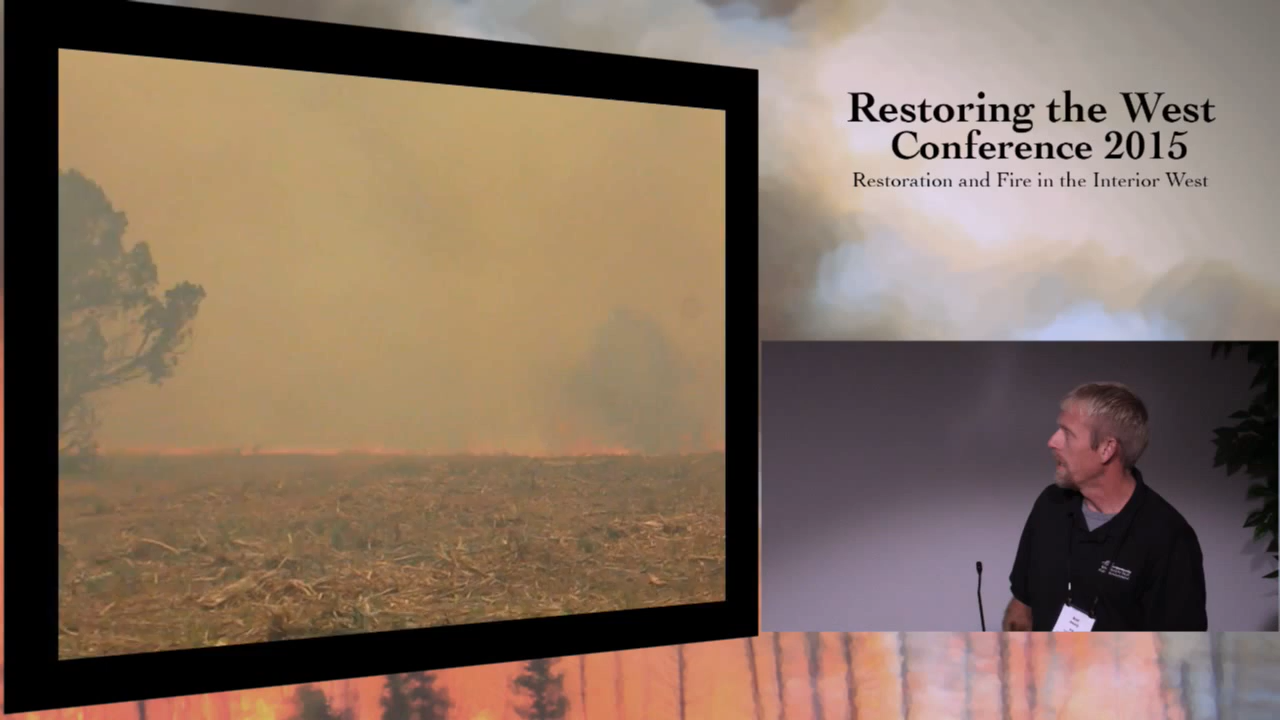 Restoring the West
Conference 2015
Restoration and Fire in the Interior West